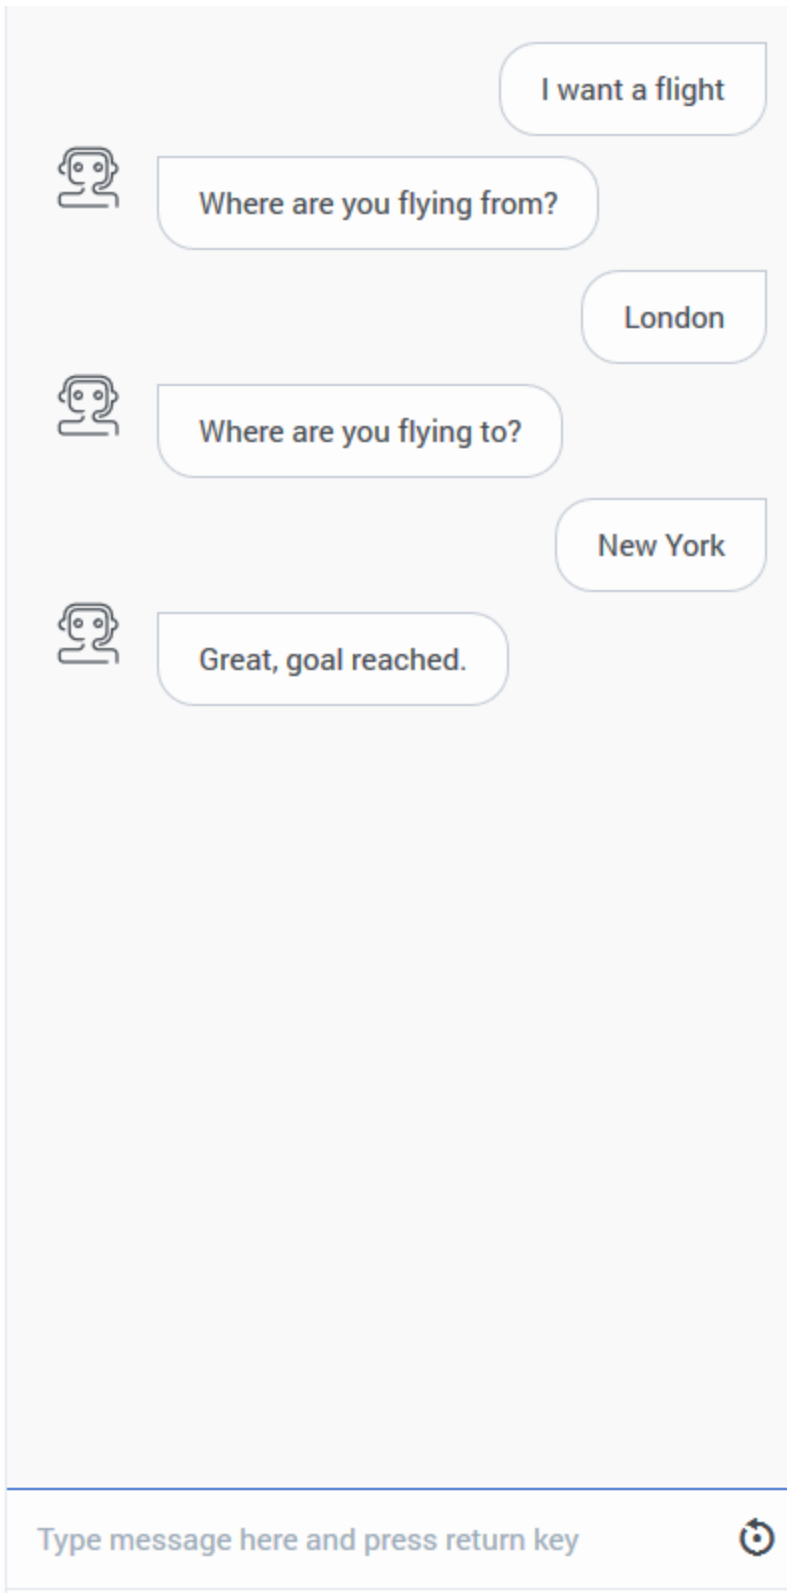 I want a flight
Where are you flying from?
London
Where are you flying to?
New York
Great, goal reached.
Type message here and press return key